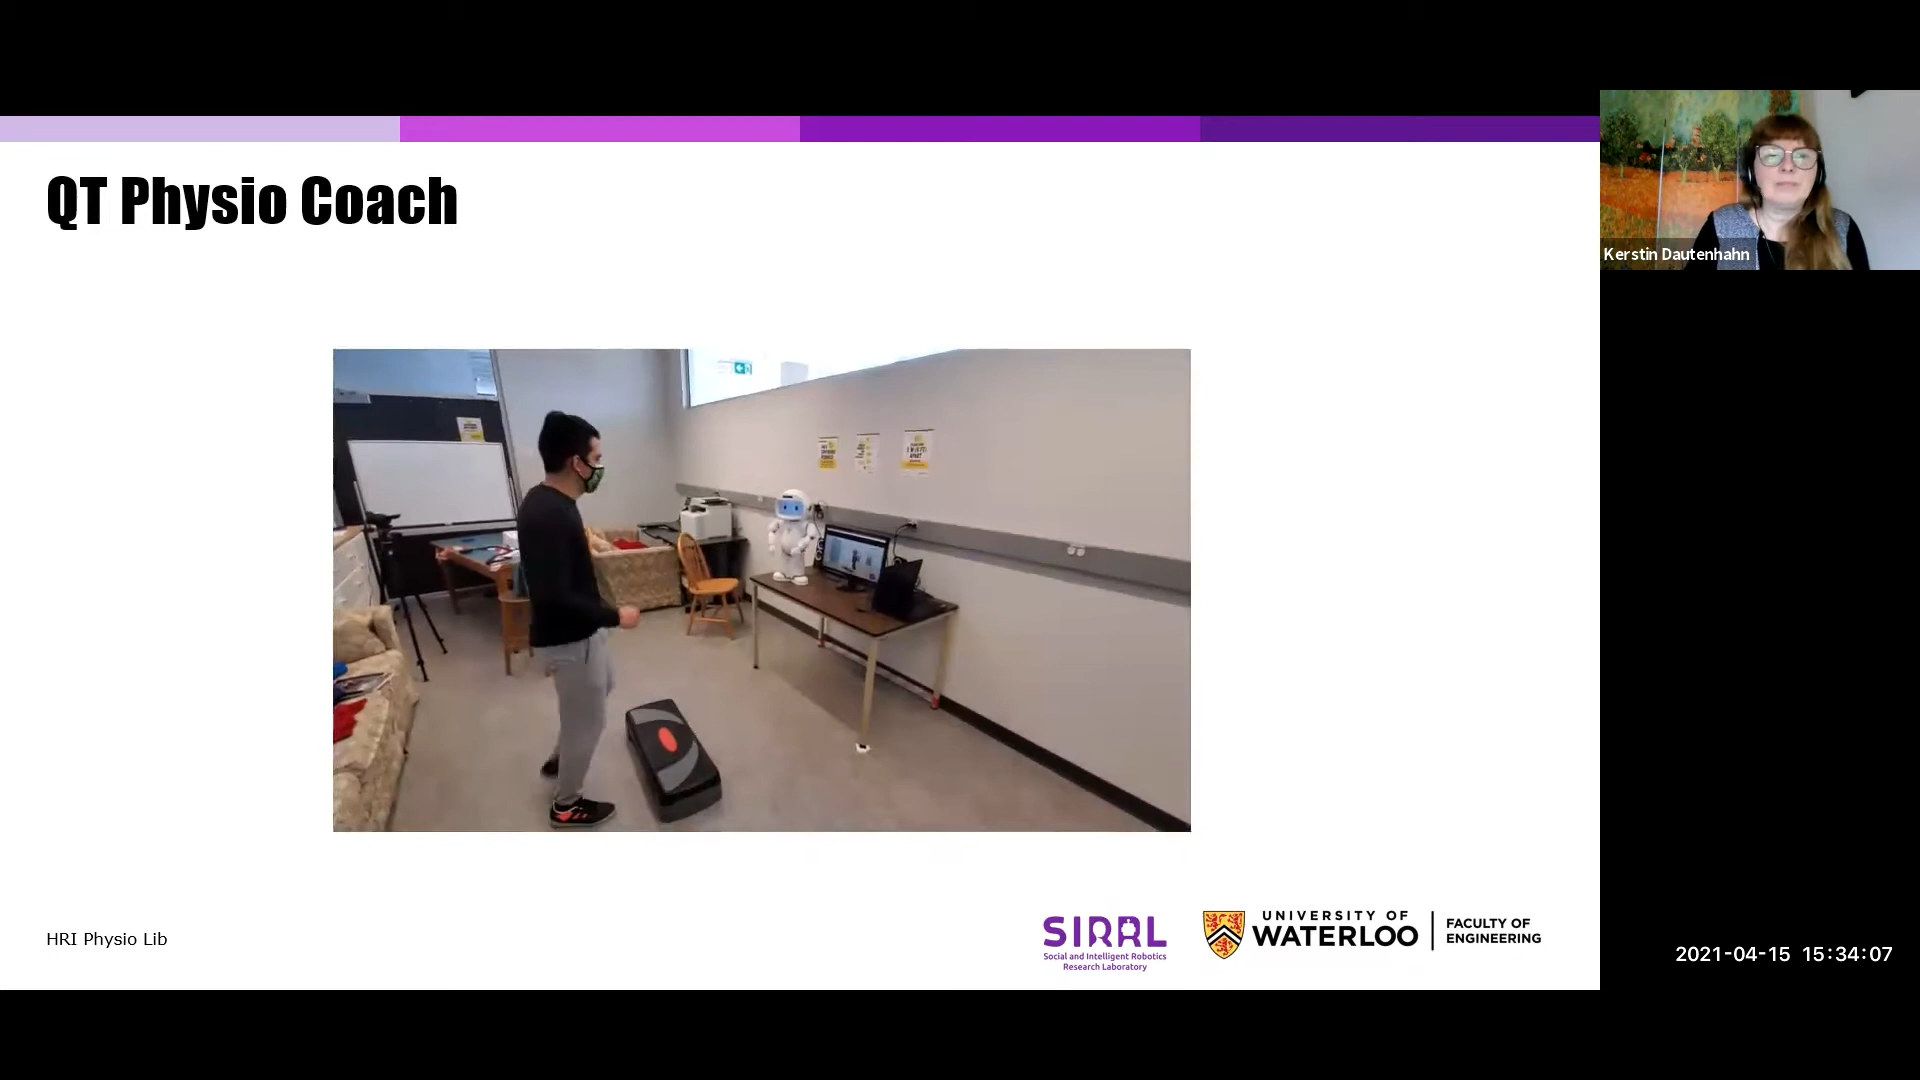 QT Physio Coach
Kerstin Dautenhahn
HRI Physio Lib
SIRRL
Social and Intelligent Robotics
Research Laboratory
UNIVERSITY OF
WATERLOO
FACULTY OF
ENGINEERING
2021-04-15 15:34:07